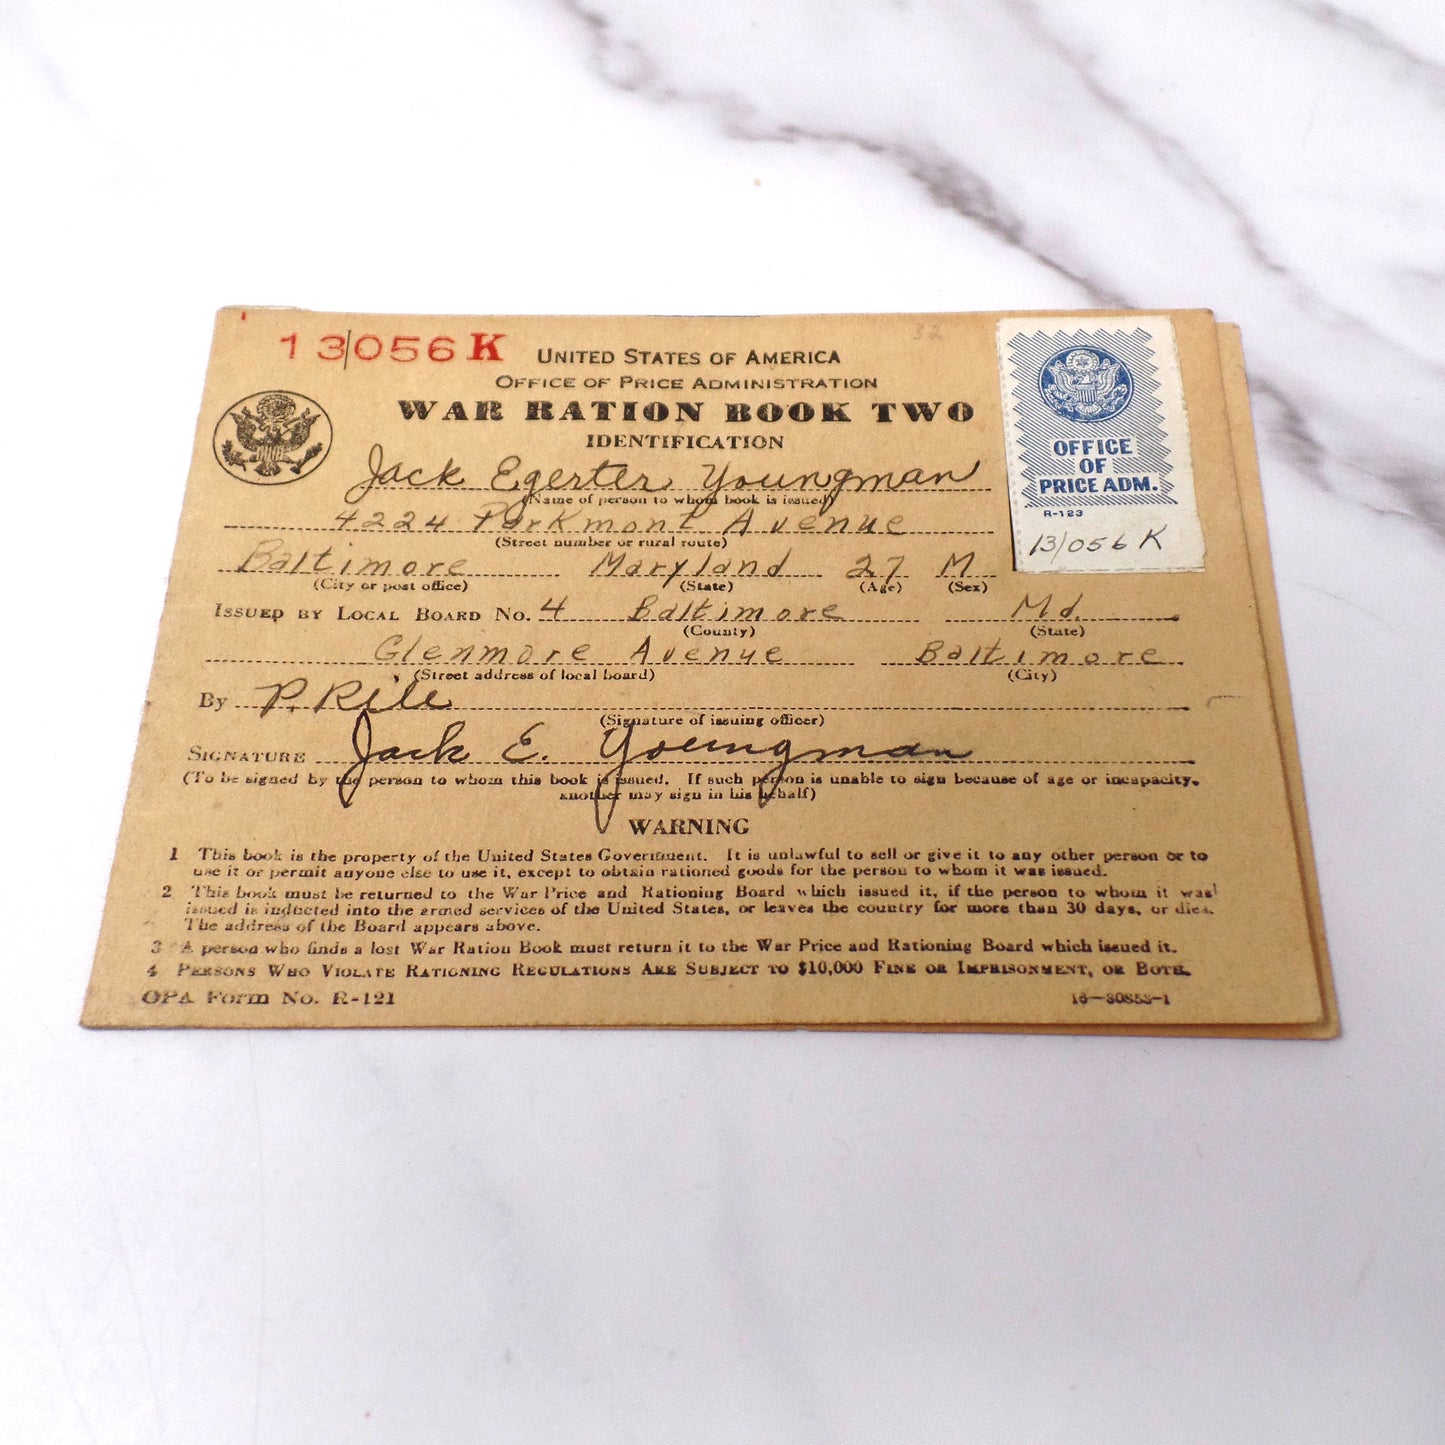 13/056 K
UNITED STATES OF AMERICA
OFFICE OF PRICE ADMINISTRATION
WAR RATION BOOK TWO
IDENTIFICATION
OFFICE
OF
PRICE ADM.
R-123
13/056 K
Jack Egerter Youngman
(Name of person to whom book is issued)
4224 Parkmont Avenue
(Street number or rural route)
Baltimore Maryland 27 M
(City or post office) (State) (Age) (Sex)
ISSUED BY LOCAL BOARD NO. 4 Baltimore Md.
(County) (State)
Glenmore Avenue Baltimore
(Street address of local board) (City)
By P.
(Signature of issuing officer)
SIGNATURE Jack E. Youngman
(To be signed by the person to whom this book is issued. If such person is unable to sign because of age or incapacity,
another may sign in his behalf)
WARNING
1 This book is the property of the United States Government. It is unlawful to sell or give it to any other person or to
use it or permit anyone else to use it, except to obtain rationed goods for the person to whom it was issued.
2 This book must be returned to the War Price and Rationing Board which issued it, if the person to whom it was
issued is inducted into the armed services of the United States, or leaves the country for more than 30 days, or dies.
The address of the Board appears above.
3 A person who finds a lost War Ration Book must return it to the War Price and Rationing Board which issued it.
4 PERSONS WHO VIOLATE RATIONING REGULATIONS ARE SUBJECT TO $10,000 FINE OR IMPRISONMENT, OR BOTH.
OPA Form No. R-121 16—30853-1